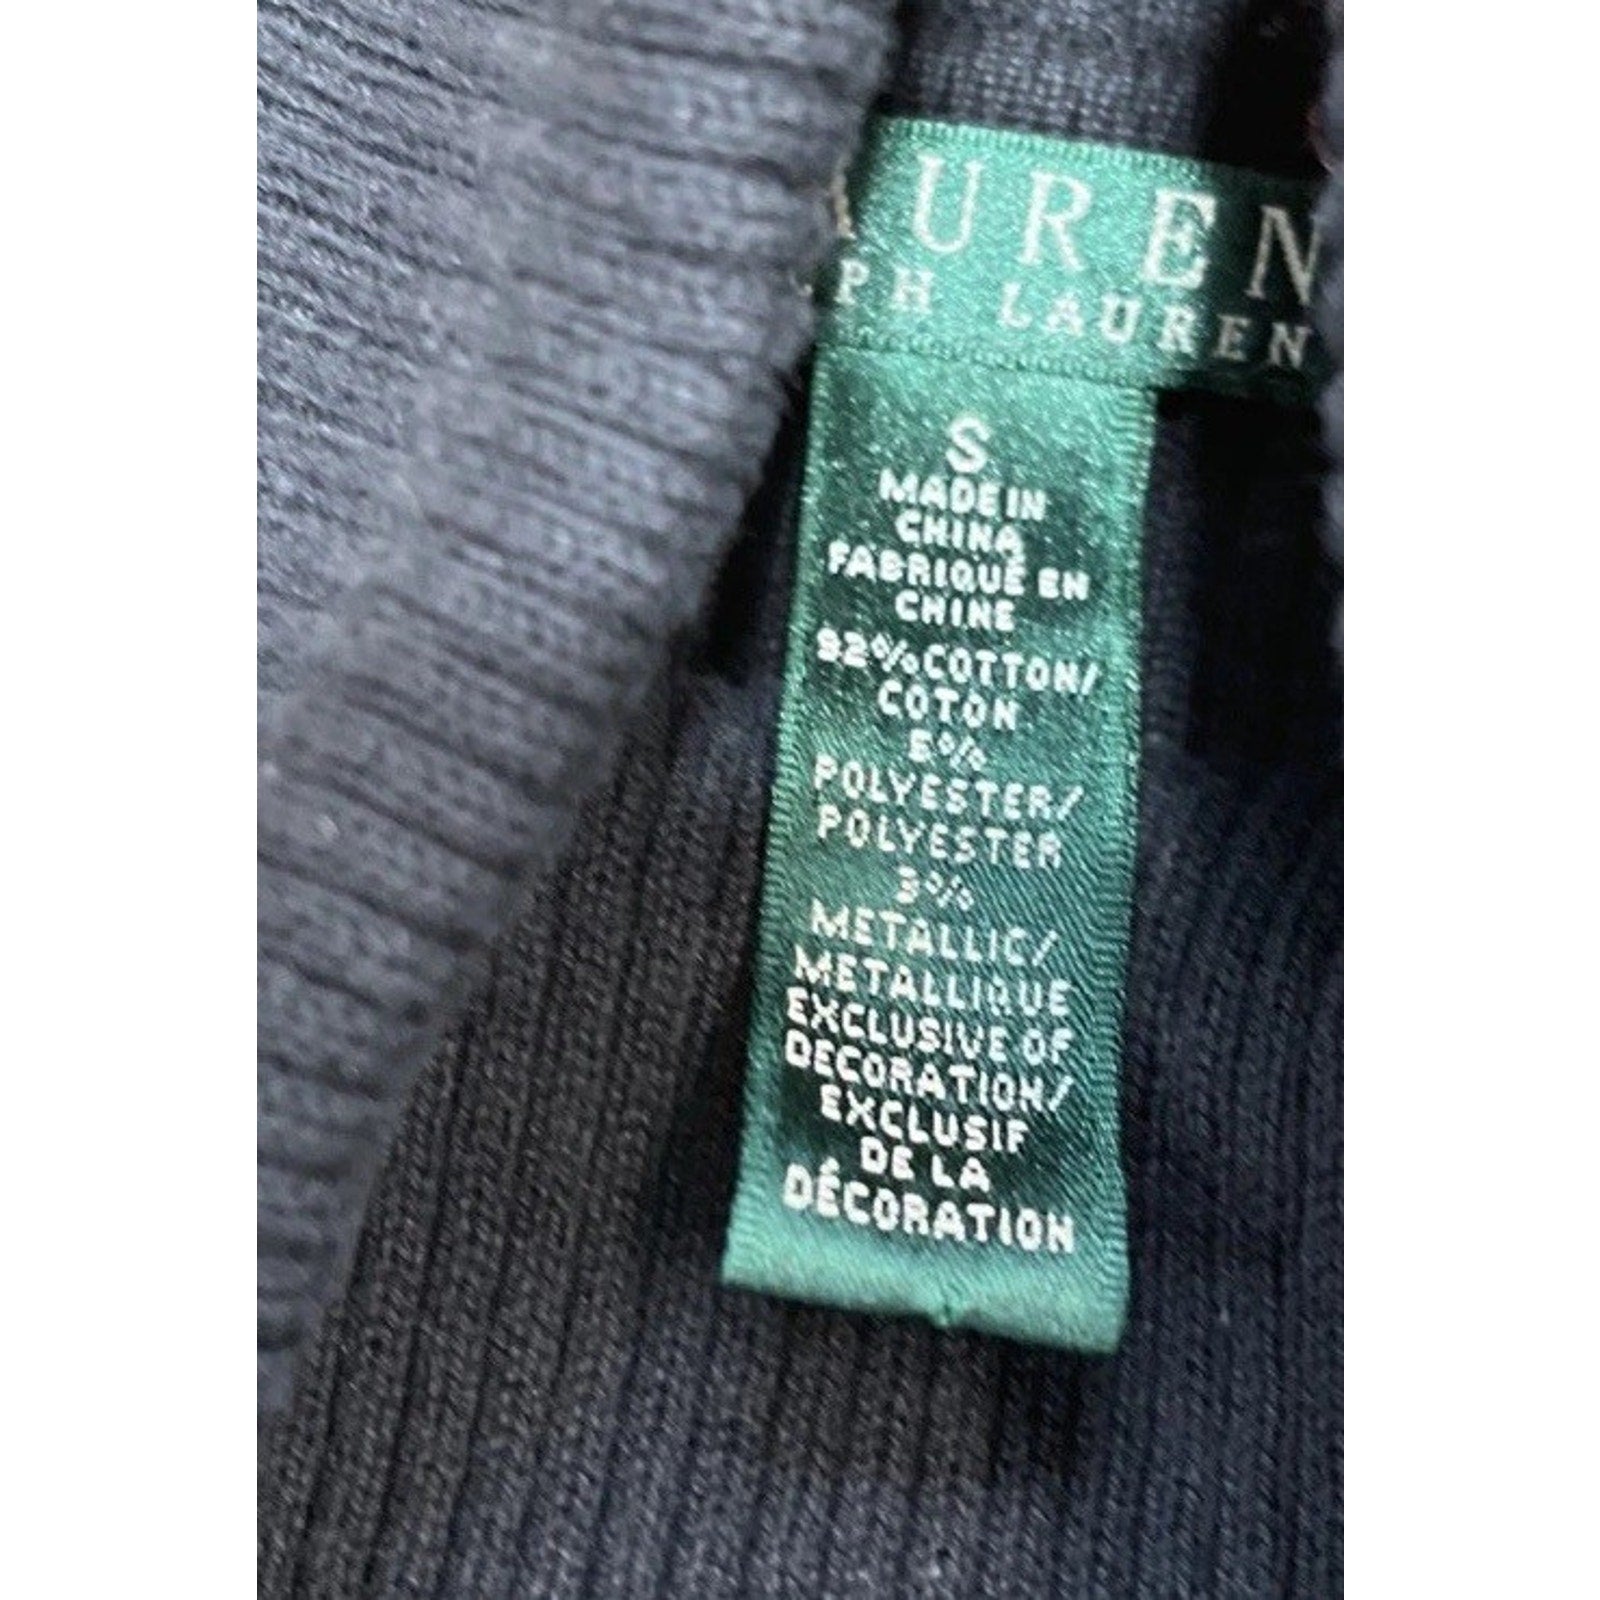 AUREN
PH LAUREN
S
MADE IN
CHINA
FABRIQUÉ EN
CHINE
92% COTTON/
COTON
5%
POLYESTER/
POLYESTER
3%
METALLIC/
METALLIQUE
EXCLUSIVE OF
DECORATION/
EXCLUSIF
DE LA
DÉCORATION